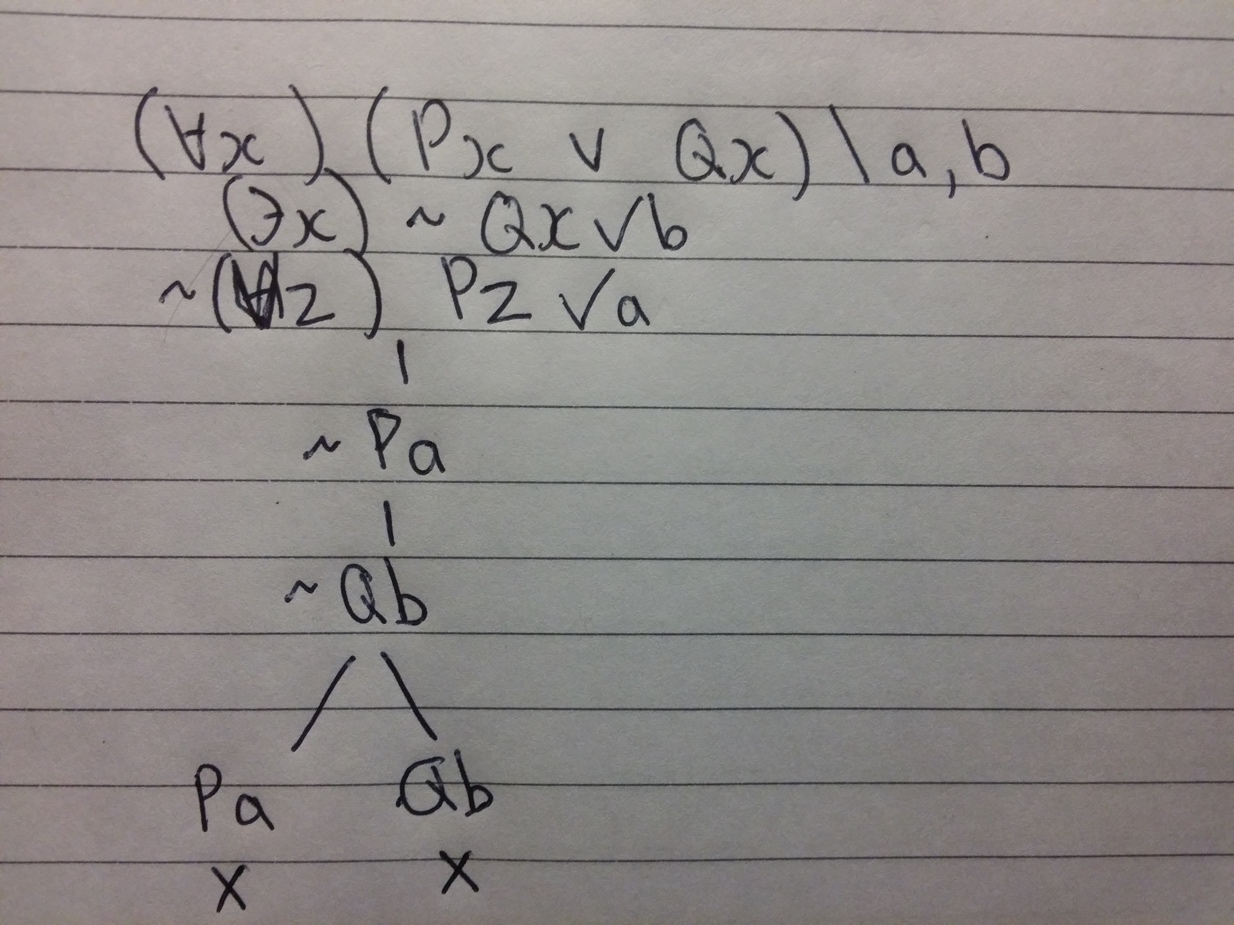 (∀x) (Px ∨ Qx) \ a, b
(∃x) ~ Qx √b
~(∀z) Pz √a
~ Pa
~ Qb
Pa Qb
X X